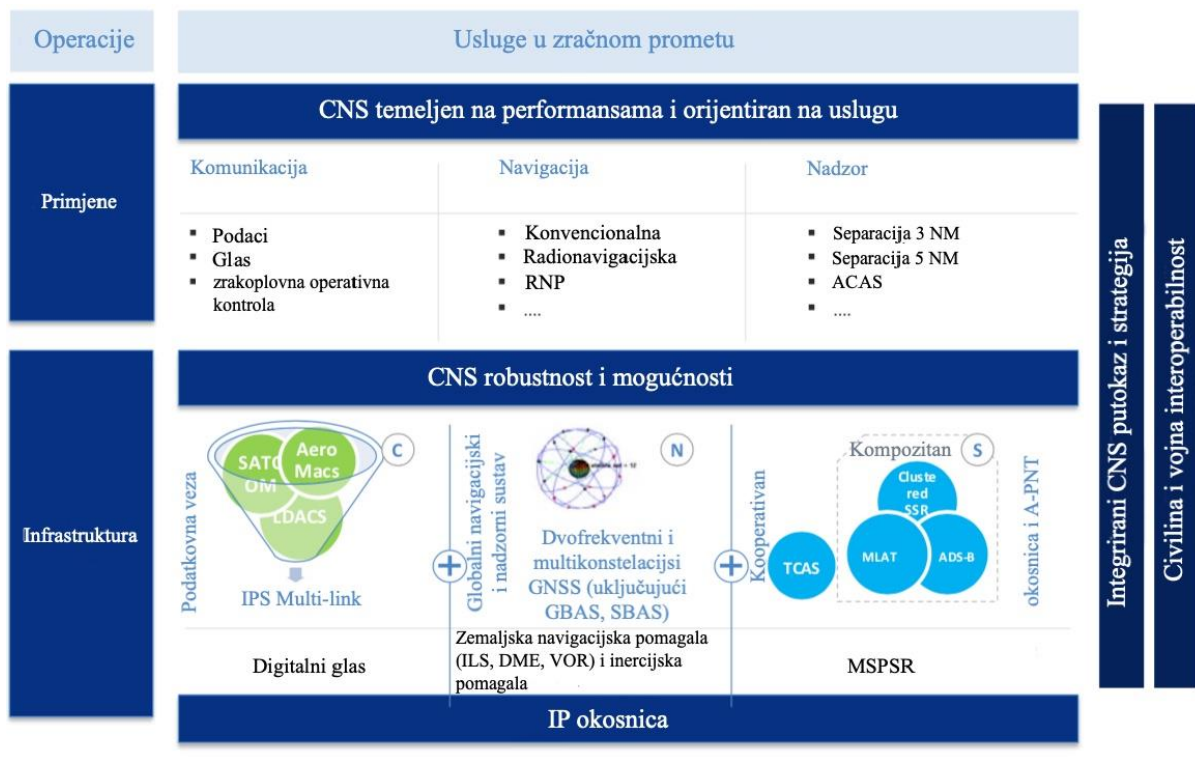 Operacije
Usluge u zračnom prometu
CNS temeljen na performansama i orijentiran na uslugu
Primjene
Komunikacija
Navigacija
Nadzor
▪ Podaci
▪ Glas
▪ zrakoplovna operativna
kontrola
▪ Konvencionalna
▪ Radionavigacijska
▪ RNP
▪ ....
▪ Separacija 3 NM
▪ Separacija 5 NM
▪ ACAS
▪ ....
Infrastruktura
CNS robustnost i mogućnosti
Podatkovna veza
SATC
OM
Aero
Macs
LDACS
C
IPS Multi-link
Digitalni glas
+
Globalni navigacijski
i nadzorni sustav
N
Dvofrekventni i
multikonstelacijsi
GNSS (uključujući
GBAS, SBAS)
Zemaljska navigacijska pomagala
(ILS, DME, VOR) i inercijska
pomagala
+
Kooperativan
TCAS
Kompozitan
S
Cluste
red
SSR
MLAT
ADS-B
okosnica i A-PNT
MSPSR
IP okosnica
Integrirani CNS putokaz i strategija
Civilina i vojna interoperabilnost